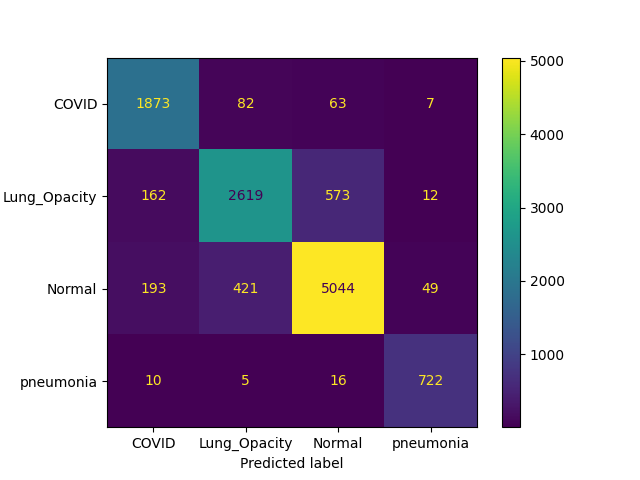 COVID 1873 82 63 7
Lung_Opacity 162 2619 573 12
Normal 193 421 5044 49
pneumonia 10 5 16 722
COVID Lung_Opacity Normal pneumonia
Predicted label
5000
4000
3000
2000
1000